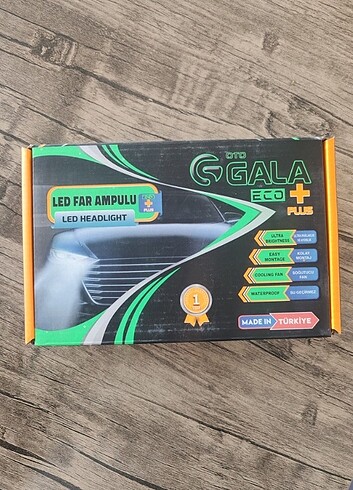 OTO
GALA
ECO + PLUS
LED FAR AMPULU
+ PLUS
LED HEADLIGHT
ULTRA BRIGHTNESS
EASY MONTAGE
KOLAY MONTAJ
COOLING FAN
SOĞUTUCU FAN
WATERPROOF
SU GEÇİRMEZ
1
MADE IN TÜRKİYE